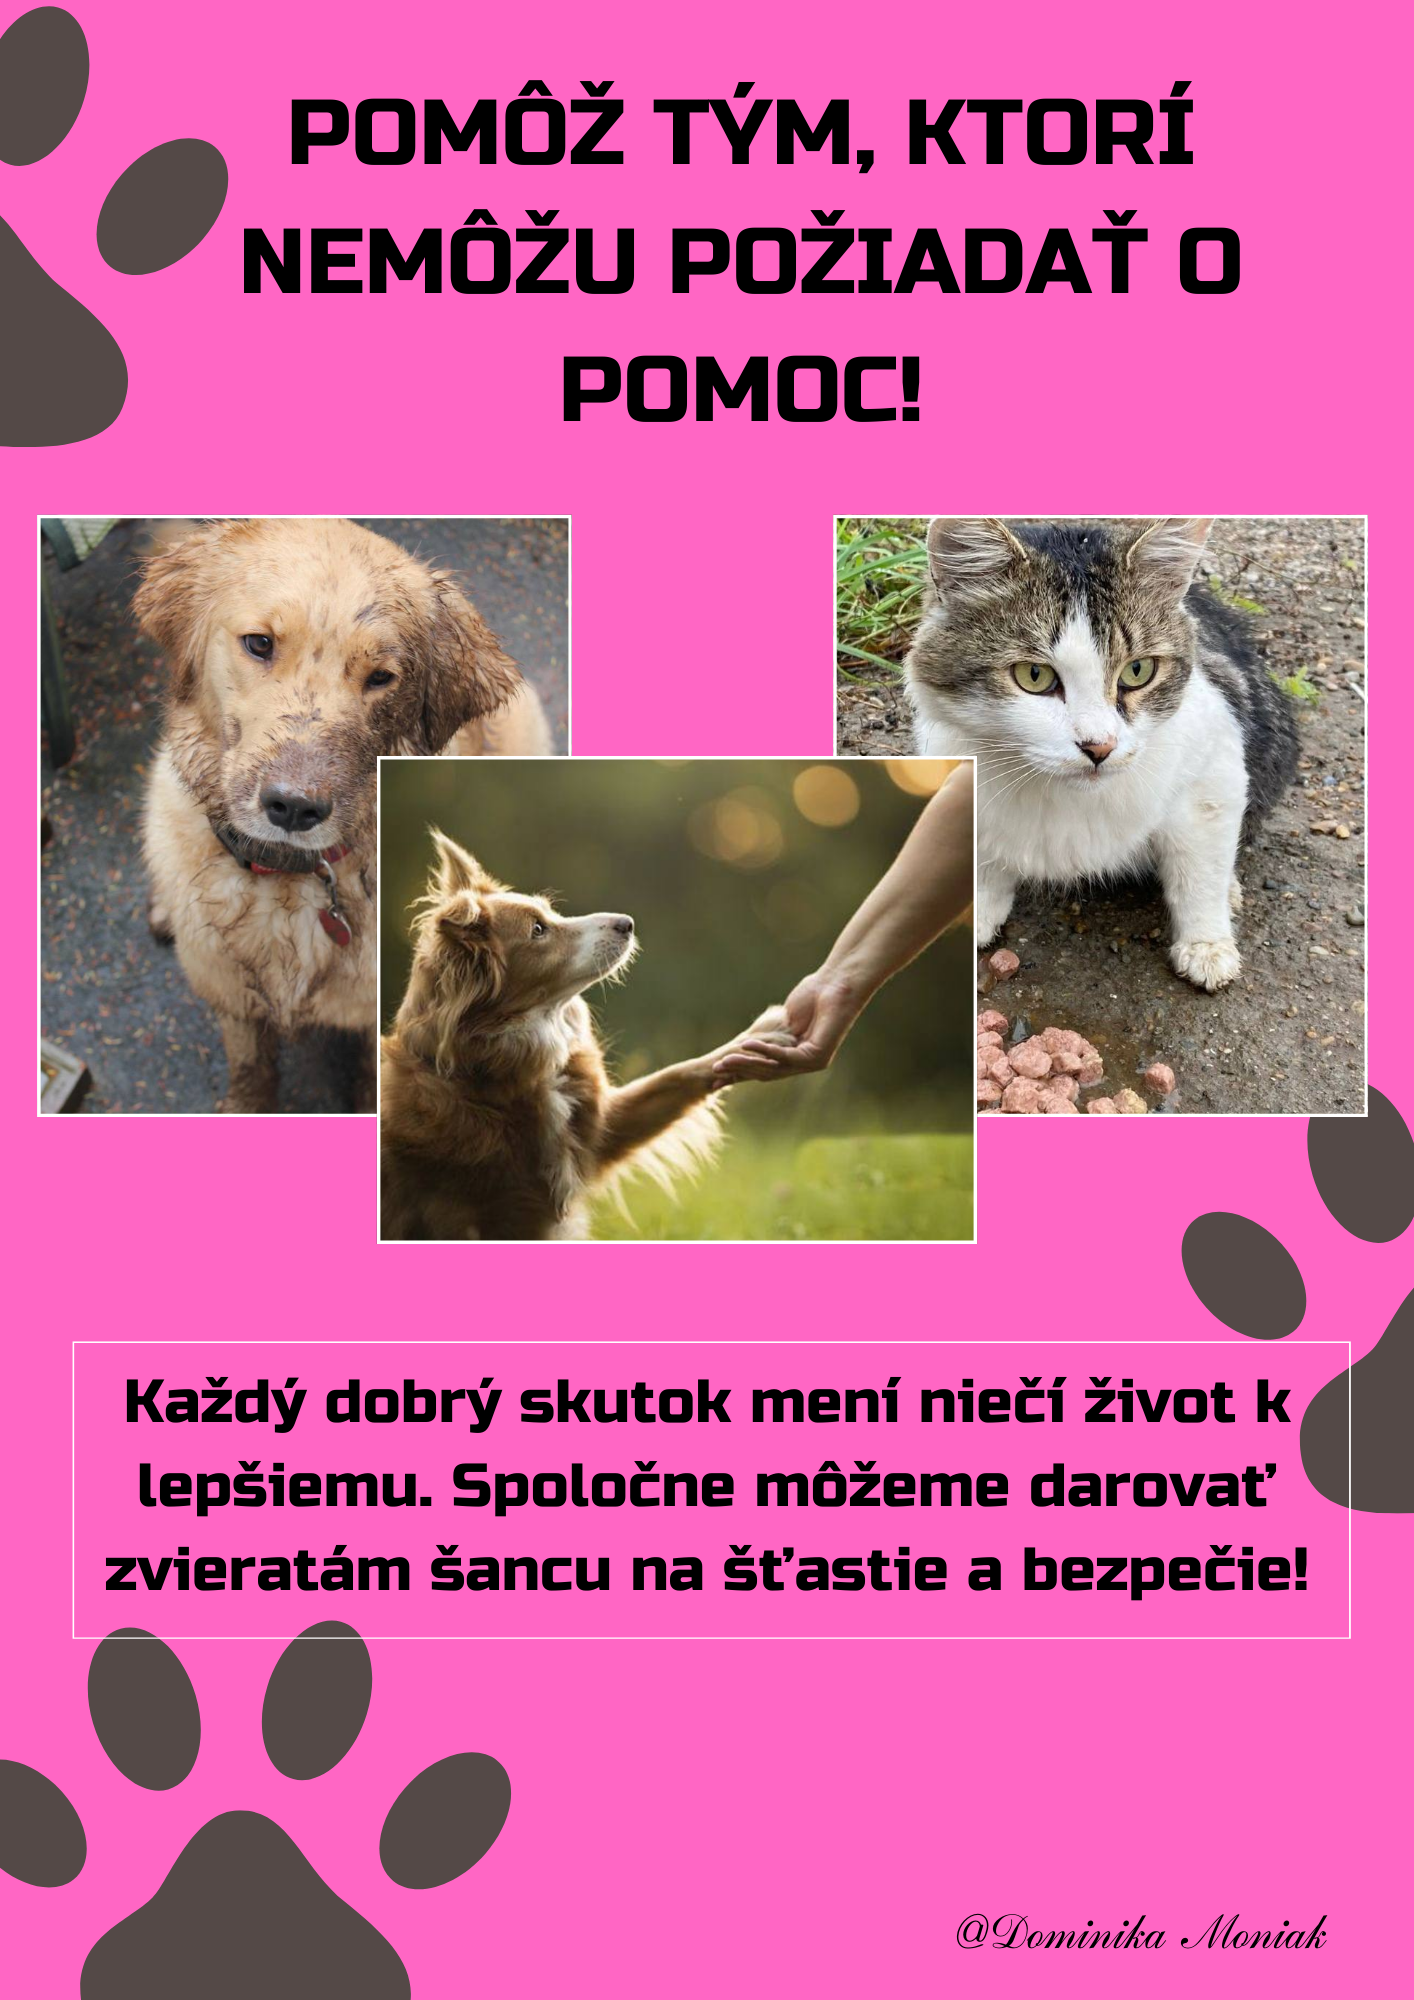 POMÔŽ TÝM, KTORÍ
NEMÔŽU POŽIADAŤ O
POMOC!
Každý dobrý skutok mení niečí život k
lepšiemu. Spoločne môžeme darovať
zvieratám šancu na šťastie a bezpečie!
@Dominika Moniak